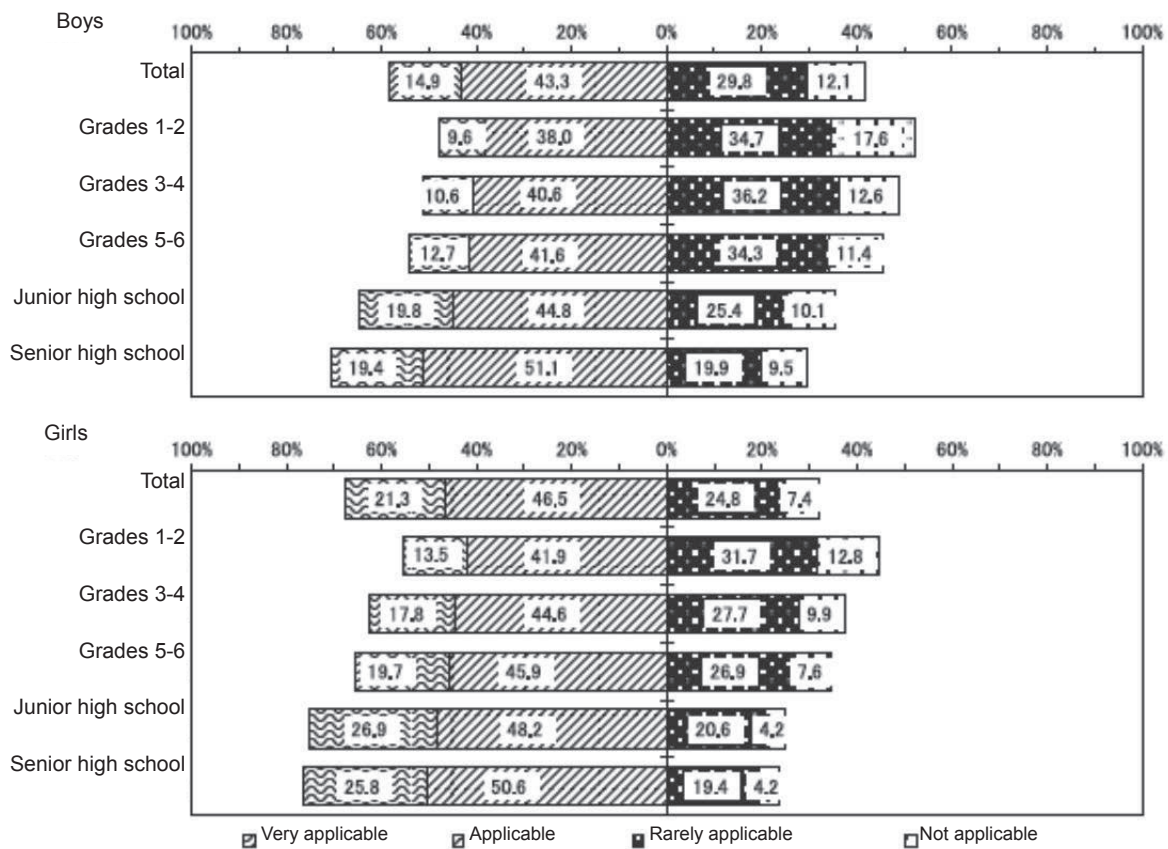 Boys
100% 80% 60% 40% 20% 0% 20% 40% 60% 80% 100%
Total 14.9 43.3 29.8 12.1
Grades 1-2 9.6 38.0 34.7 17.6
Grades 3-4 10.6 40.6 36.2 12.6
Grades 5-6 12.7 41.6 34.3 11.4
Junior high school 19.8 44.8 25.4 10.1
Senior high school 19.4 51.1 19.9 9.5
Girls
100% 80% 60% 40% 20% 0% 20% 40% 60% 80% 100%
Total 21.3 46.5 24.8 7.4
Grades 1-2 13.5 41.9 31.7 12.8
Grades 3-4 17.8 44.6 27.7 9.9
Grades 5-6 19.7 45.9 26.9 7.6
Junior high school 26.9 48.2 20.6 4.2
Senior high school 25.8 50.6 19.4 4.2
Very applicable Applicable Rarely applicable Not applicable